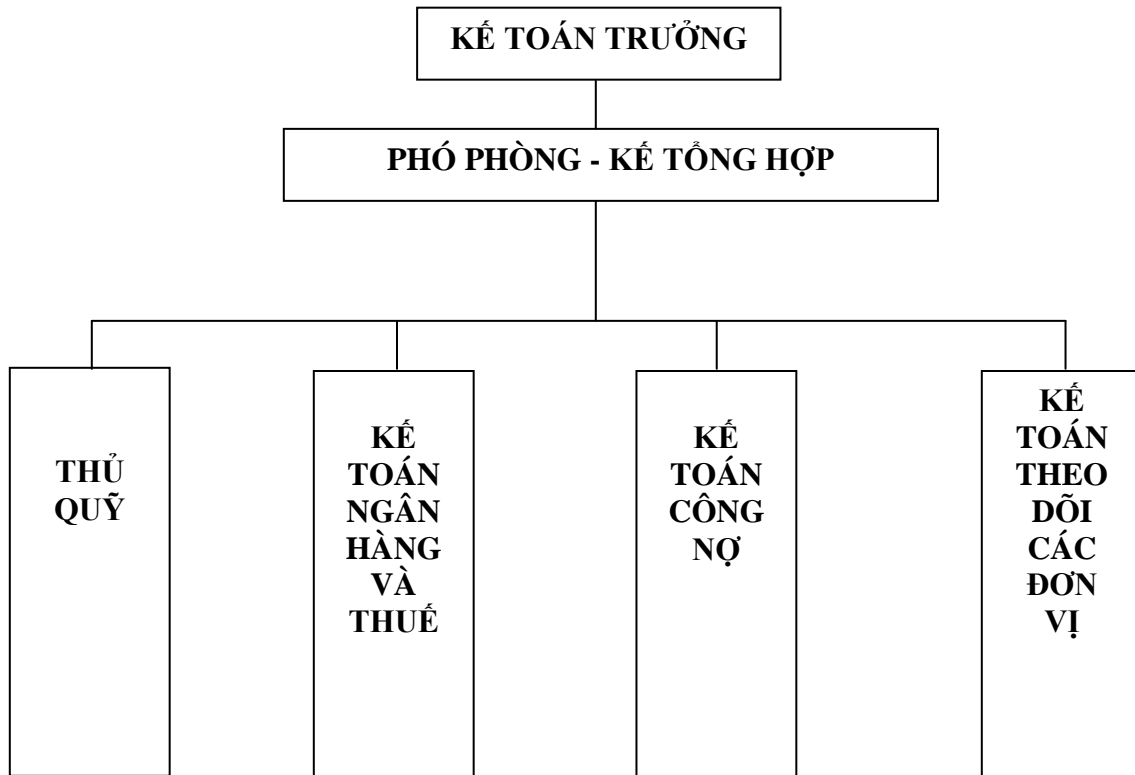 KẾ TOÁN TRƯỞNG
PHÓ PHÒNG - KẾ TỔNG HỢP
THỦ
QUỸ
KẾ
TOÁN
NGÂN
HÀNG
VÀ
THUẾ
KẾ
TOÁN
CÔNG
NỢ
KẾ
TOÁN
THEO
DÕI
CÁC
ĐƠN
VỊ